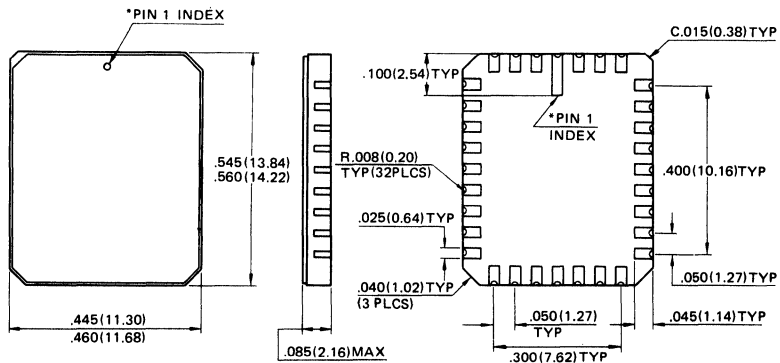 *PIN 1 INDEX
C.015(0.38)TYP
.100(2.54)TYP
*PIN 1
INDEX
.545(13.84)
.560(14.22)
R.008(0.20)
TYP(32PLCS)
.400(10.16)TYP
.025(0.64)TYP
.040(1.02)TYP
(3 PLCS)
.050(1.27)
TYP
.050(1.27)TYP
.445(11.30)
.460(11.68)
.085(2.16)MAX
.300(7.62)TYP
.045(1.14)TYP